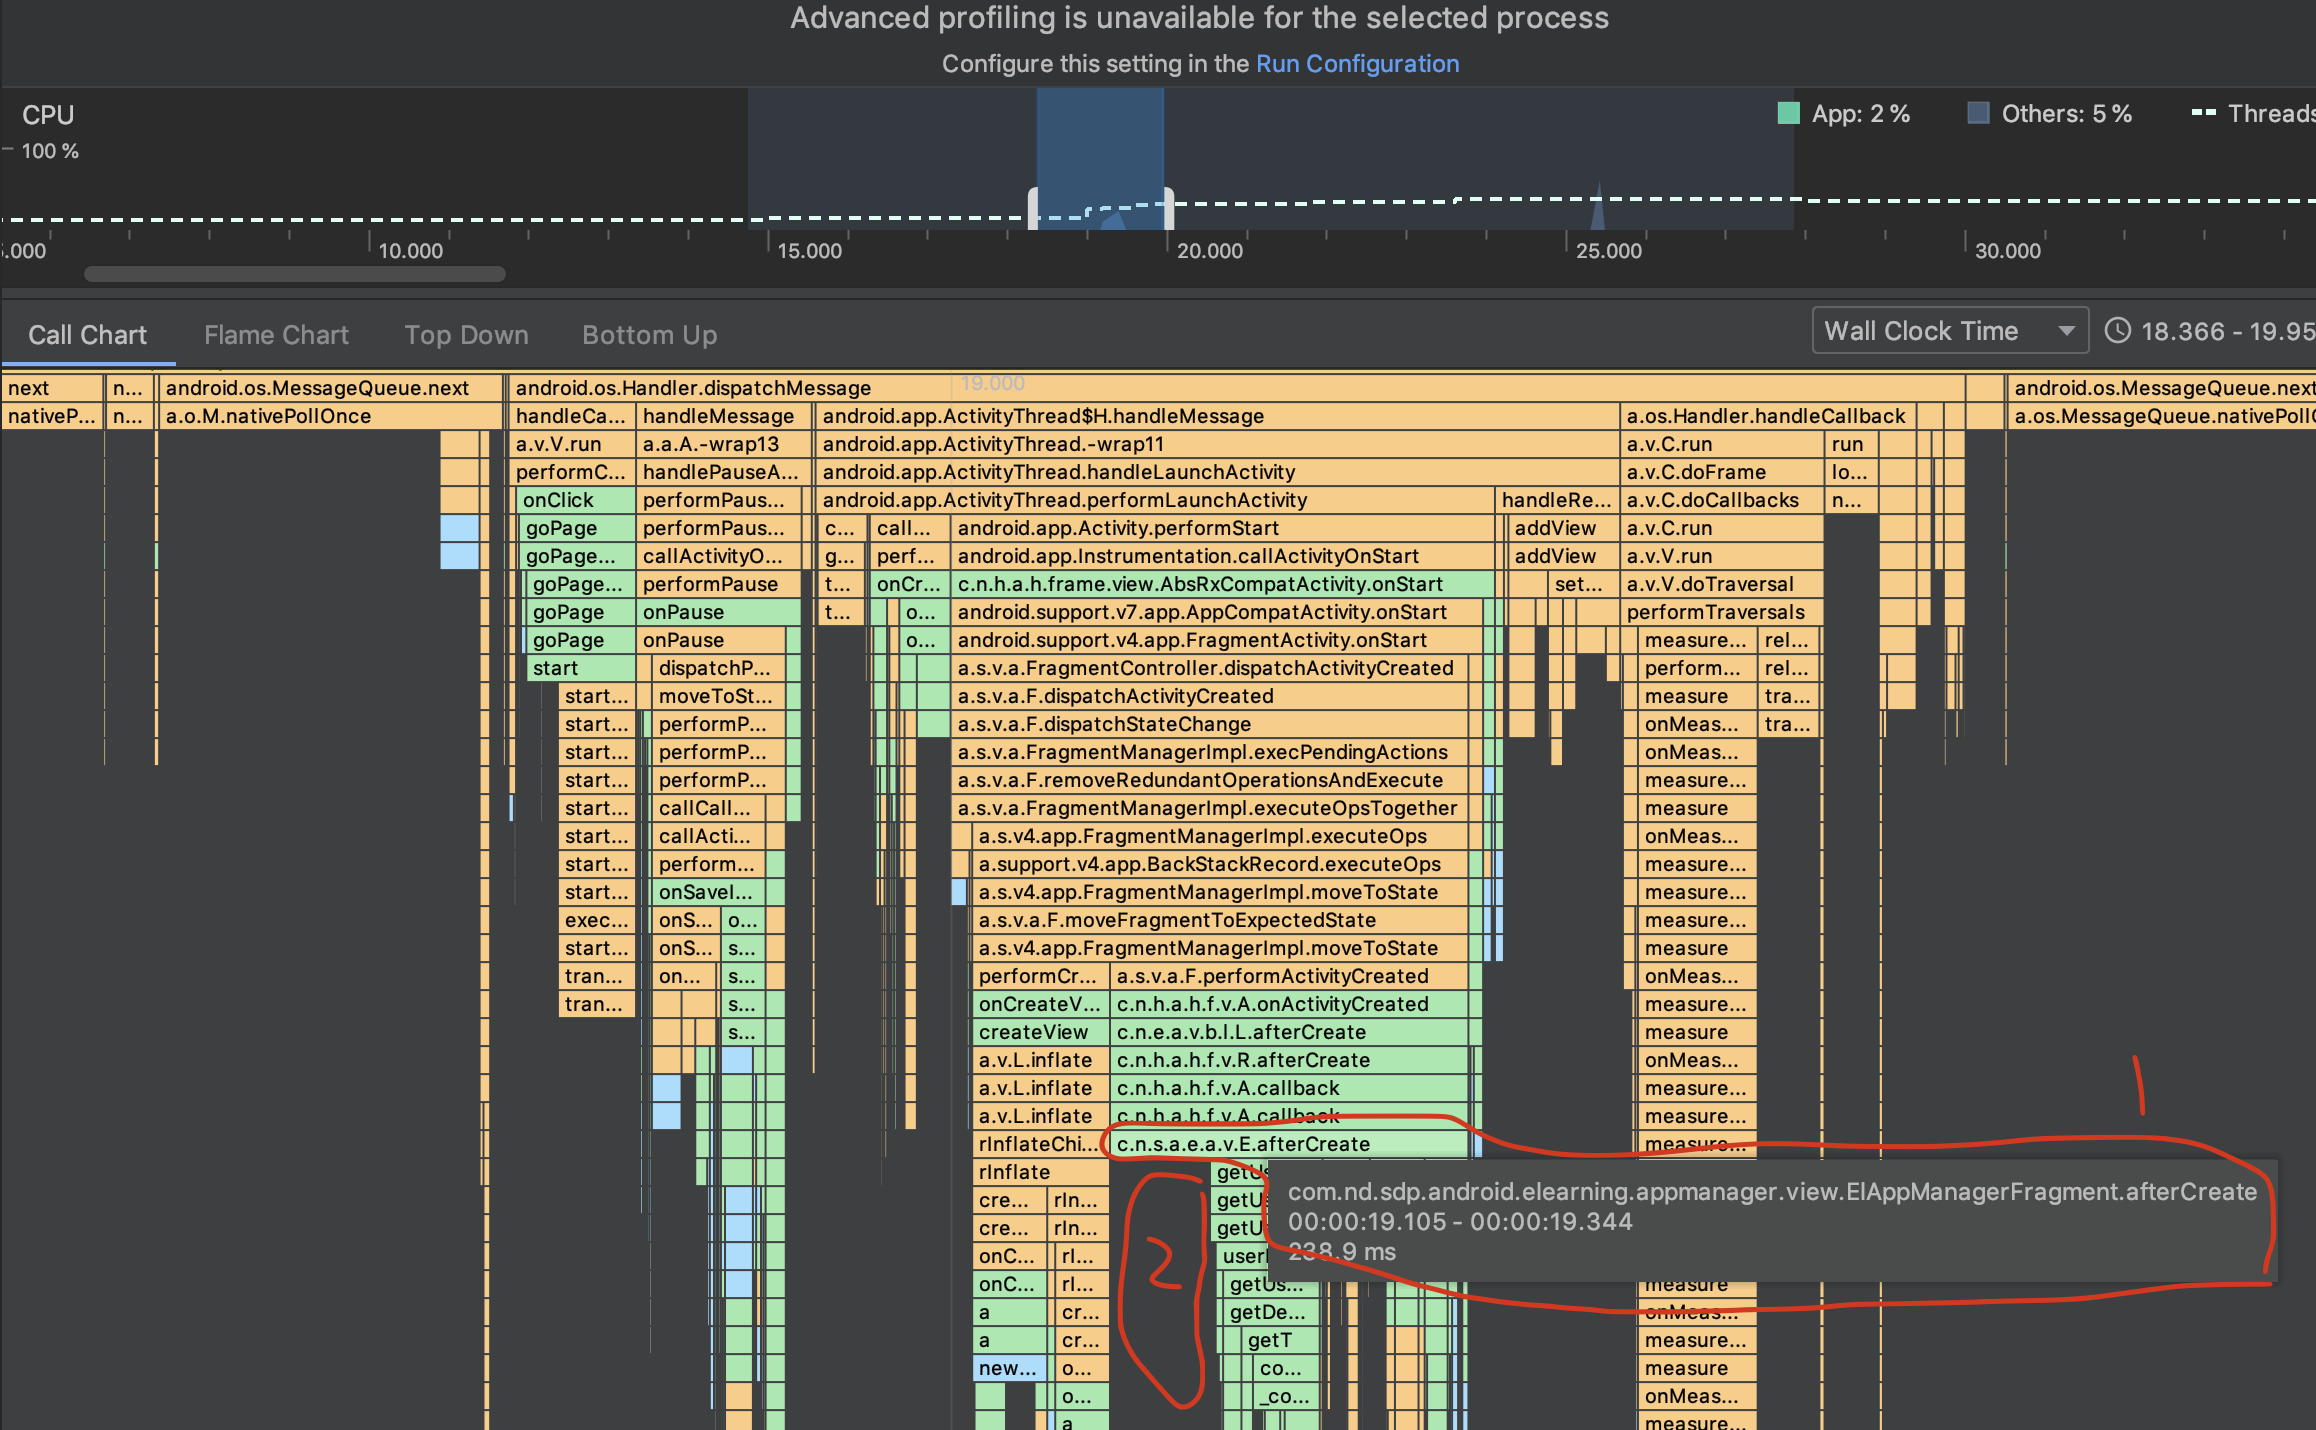 Advanced profiling is unavailable for the selected process
Configure this setting in the Run Configuration
CPU
App: 2 %
Others: 5 %
Threads
100 %
10.000
15.000
20.000
25.000
30.000
Call Chart
Flame Chart
Top Down
Bottom Up
Wall Clock Time
18.366 - 19.95
next n... android.os.MessageQueue.next android.os.Handler.dispatchMessage 19.000 android.os.MessageQueue.next
nativeP... n... a.o.M.nativePollOnce handleCa... handleMessage android.app.ActivityThread$H.handleMessage a.os.Handler.handleCallback
a.v.V.run a.a.A.-wrap13 android.app.ActivityThread.-wrap11 a.v.C.run run
performC... handlePauseA... android.app.ActivityThread.handleLaunchActivity a.v.C.doFrame lo...
onClick performPaus... android.app.ActivityThread.performLaunchActivity handleRe... a.v.C.doCallbacks n...
goPage performPaus... c... call... android.app.Activity.performStart addView a.v.C.run
goPage... callActivityO... g... perf... android.app.Instrumentation.callActivityOnStart addView a.v.V.run
goPage... performPause t... onCr... c.n.h.a.h.frame.view.AbsRxCompatActivity.onStart set... a.v.V.doTraversal
goPage onPause t... o... android.support.v7.app.AppCompatActivity.onStart performTraversals
goPage onPause o... android.support.v4.app.FragmentActivity.onStart measure... rel...
start dispatchP... a.s.v.a.FragmentController.dispatchActivityCreated perform... rel...
start... moveToSt... a.s.v.a.F.dispatchActivityCreated measure tra...
start... performP... a.s.v.a.F.dispatchStateChange onMeas... tra...
start... performP... a.s.v.a.FragmentManagerImpl.execPendingActions onMeas...
start... performP... a.s.v.a.F.removeRedundantOperationsAndExecute measure...
start... callCall... a.s.v.a.FragmentManagerImpl.executeOpsTogether measure
start... callActi... a.s.v4.app.FragmentManagerImpl.executeOps onMeas...
start... perform... a.support.v4.app.BackStackRecord.executeOps measure...
start... onSaveI... a.s.v4.app.FragmentManagerImpl.moveToState measure...
exec... onS... o... a.s.v.a.F.moveFragmentToExpectedState measure...
start... onS... s... a.s.v4.app.FragmentManagerImpl.moveToState measure
tran... on... s... performCr... a.s.v.a.F.performActivityCreated onMeas...
tran... s... onCreateV... c.n.h.a.h.f.v.A.onActivityCreated measure...
s... createView c.n.e.a.v.b.l.L.afterCreate measure
a.v.L.inflate c.n.h.a.h.f.v.R.afterCreate onMeas...
a.v.L.inflate c.n.h.a.h.f.v.A.callback measure...
a.v.L.inflate c.n.h.a.h.f.v.A.callback measure... 1
rInflateChi... c.n.s.a.e.a.v.E.afterCreate measure...
rInflate
com.nd.sdp.android.elearning.appmanager.view.ElAppManagerFragment.afterCreate
00:00:19.105 - 00:00:19.344
238.9 ms
cre... rIn...
cre... rIn...
onC... rI... 2
onC... rI... getUs... measure
a cr... getDe... onMeas...
a cr... getT measure...
new... o... co... measure
o... _co... onMeas...
a measure...